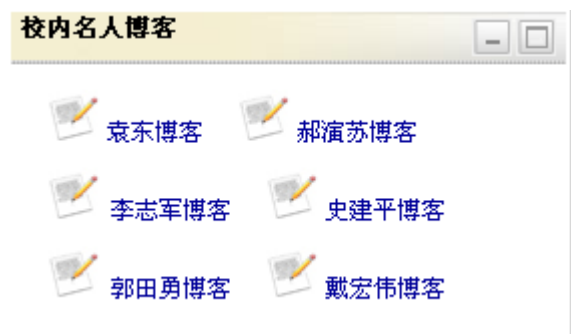 校内名人博客
袁东博客 郝演苏博客
李志军博客 史建平博客
郭田勇博客 戴宏伟博客